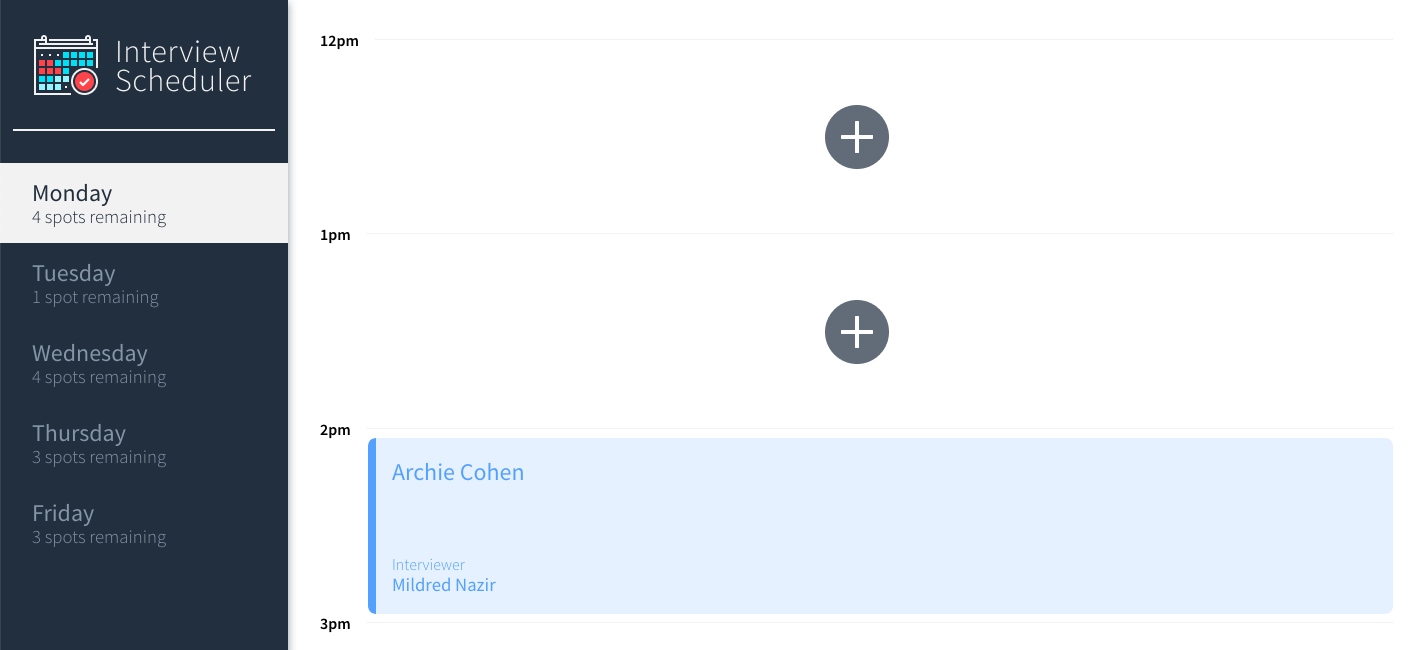 Interview
Scheduler
Monday
4 spots remaining
Tuesday
1 spot remaining
Wednesday
4 spots remaining
Thursday
3 spots remaining
Friday
3 spots remaining
12pm
1pm
2pm
Archie Cohen
Interviewer
Mildred Nazir
3pm